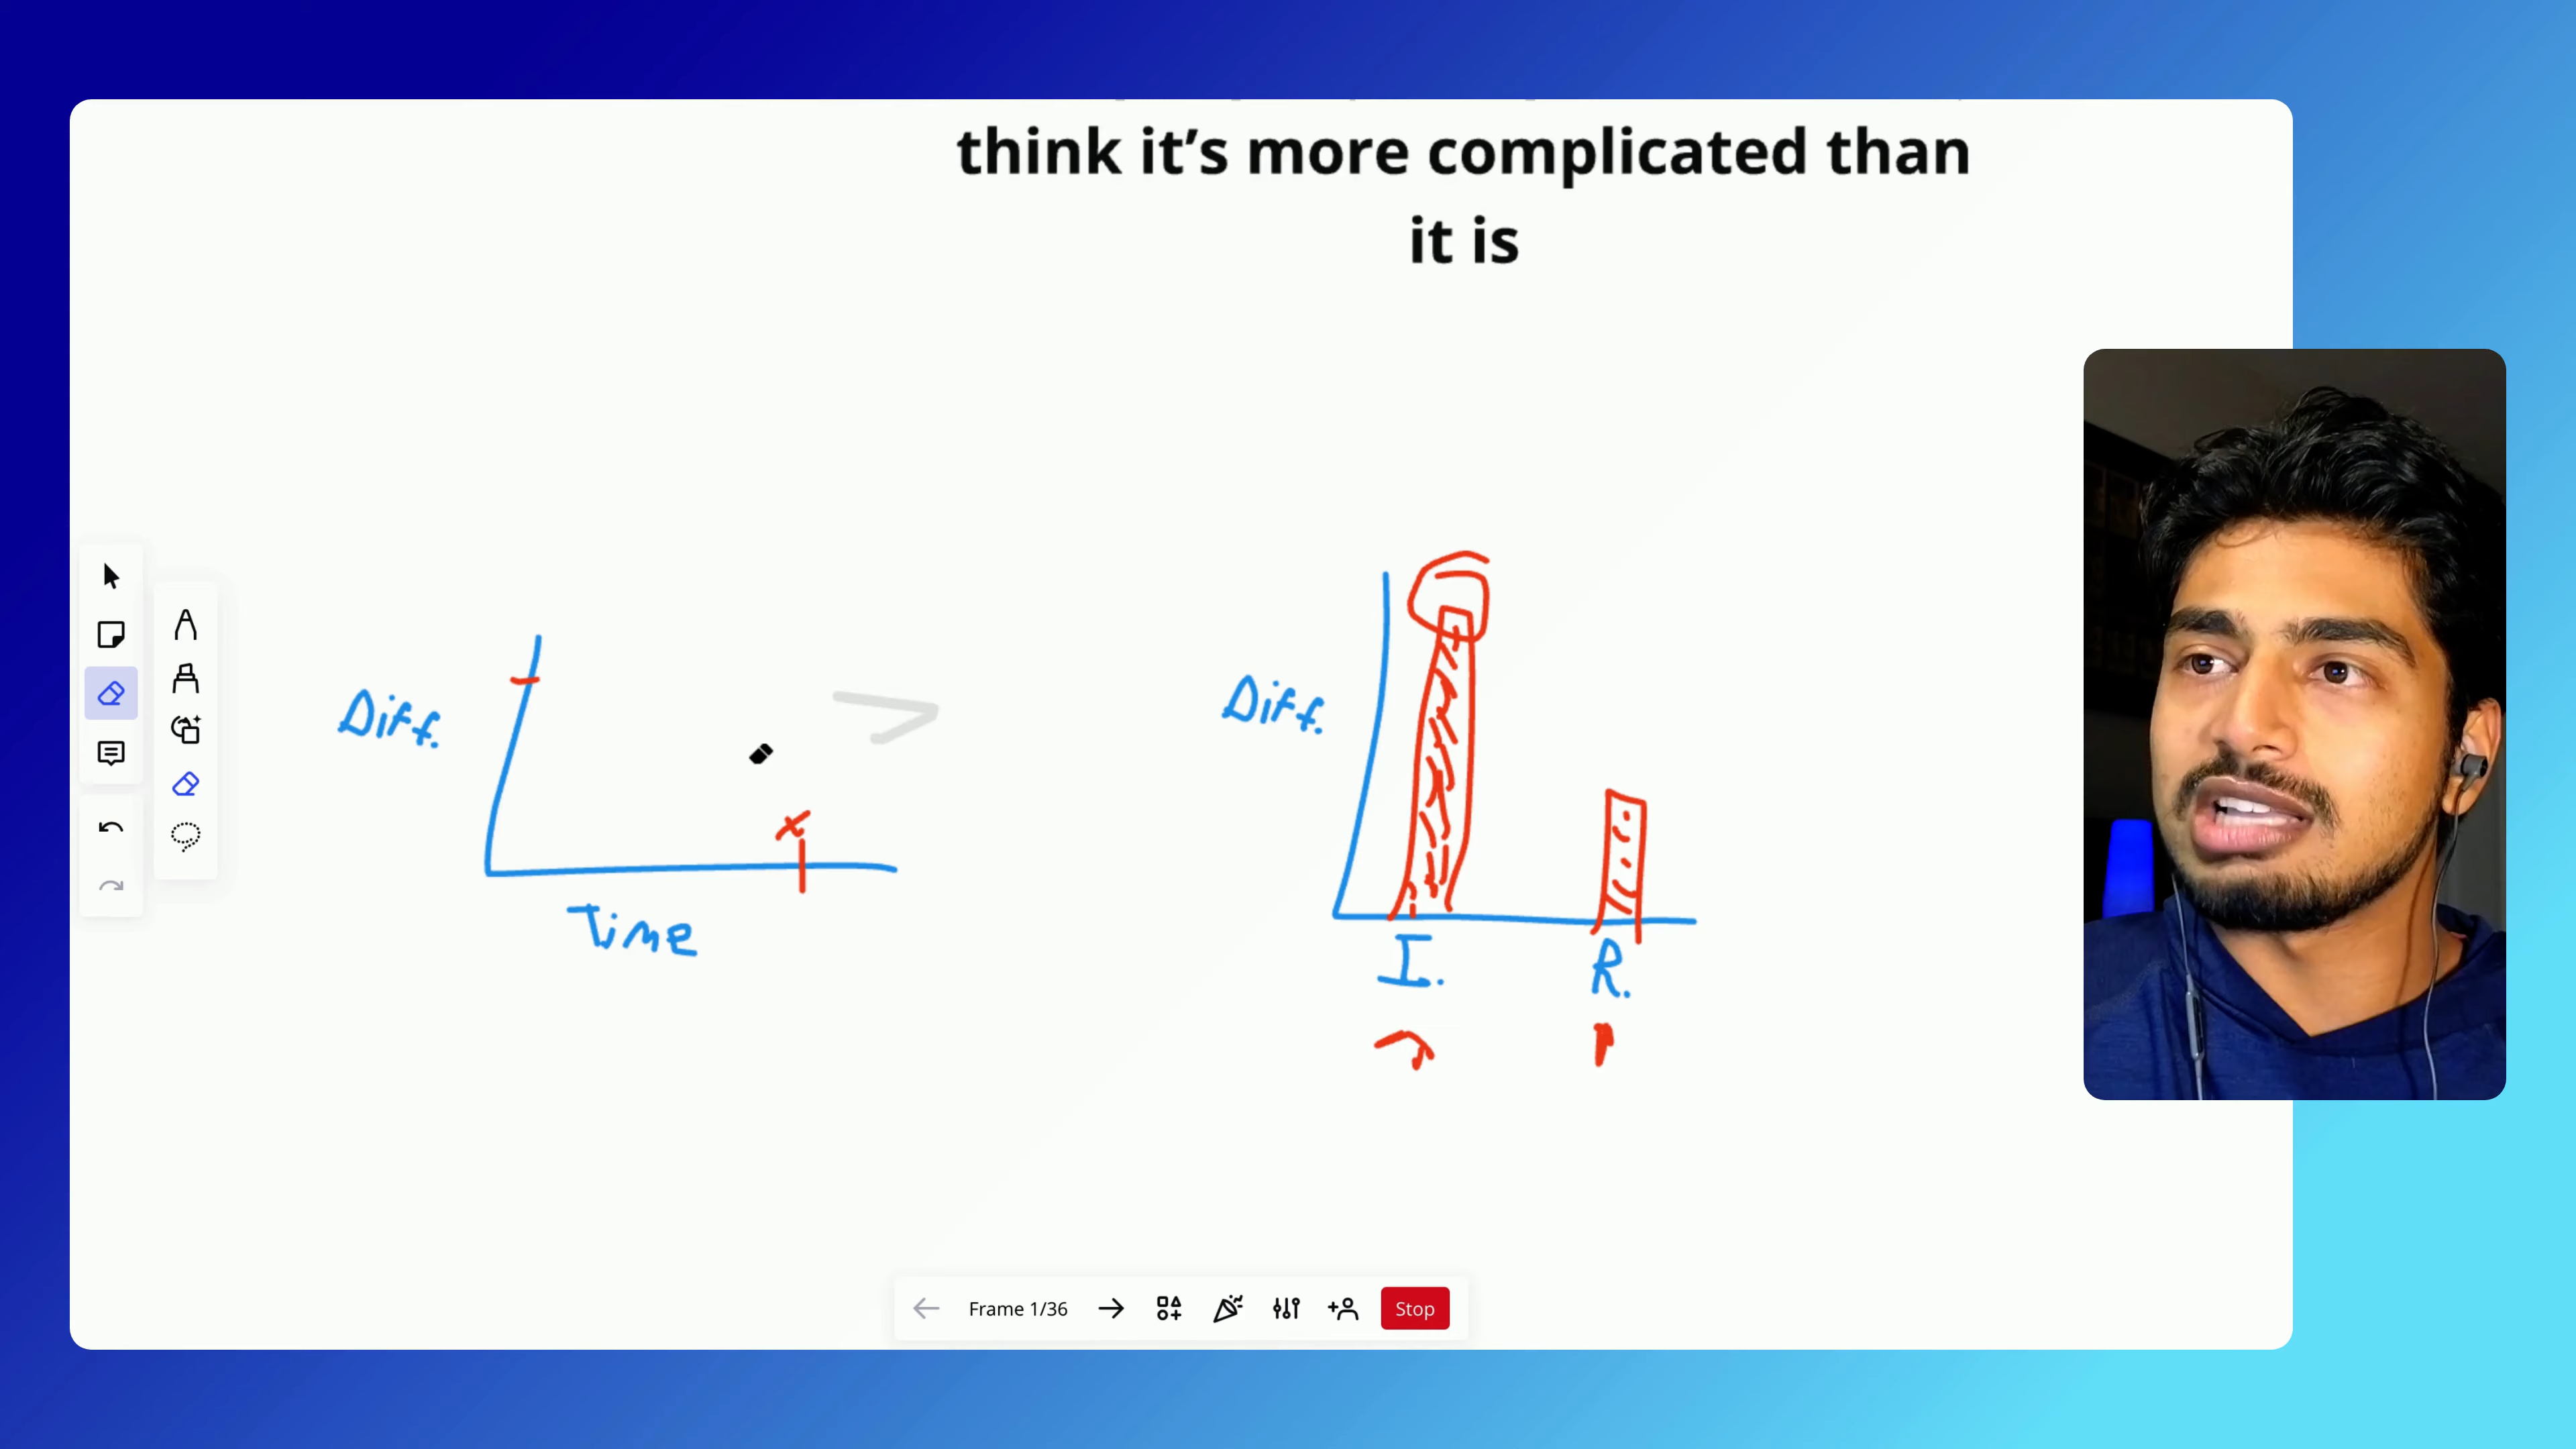 think it's more complicated than
it is
Diff.
Time
x
Diff.
I.
R.
Frame 1/36
Stop